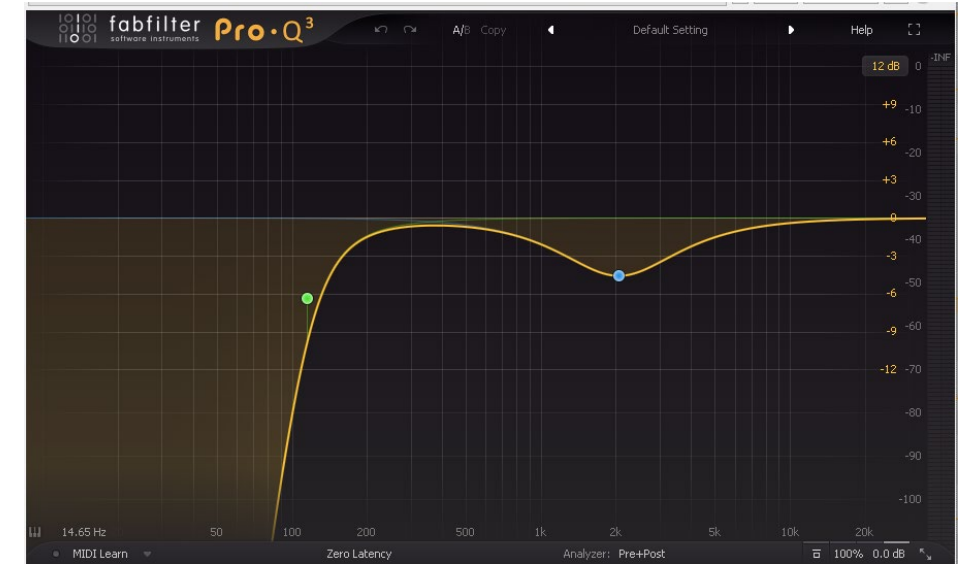 fabfilter Pro·Q³
software instruments
A/B Copy
Default Setting
Help
-INF
12 dB 0
+9 -10
+6 -20
+3 -30
0 -40
-3 -50
-6 -60
-9 -70
-12 -80
-90
-100
14.65 Hz 50 100 200 500 1k 2k 5k 10k 20k
MIDI Learn Zero Latency Analyzer: Pre+Post 100% 0.0 dB